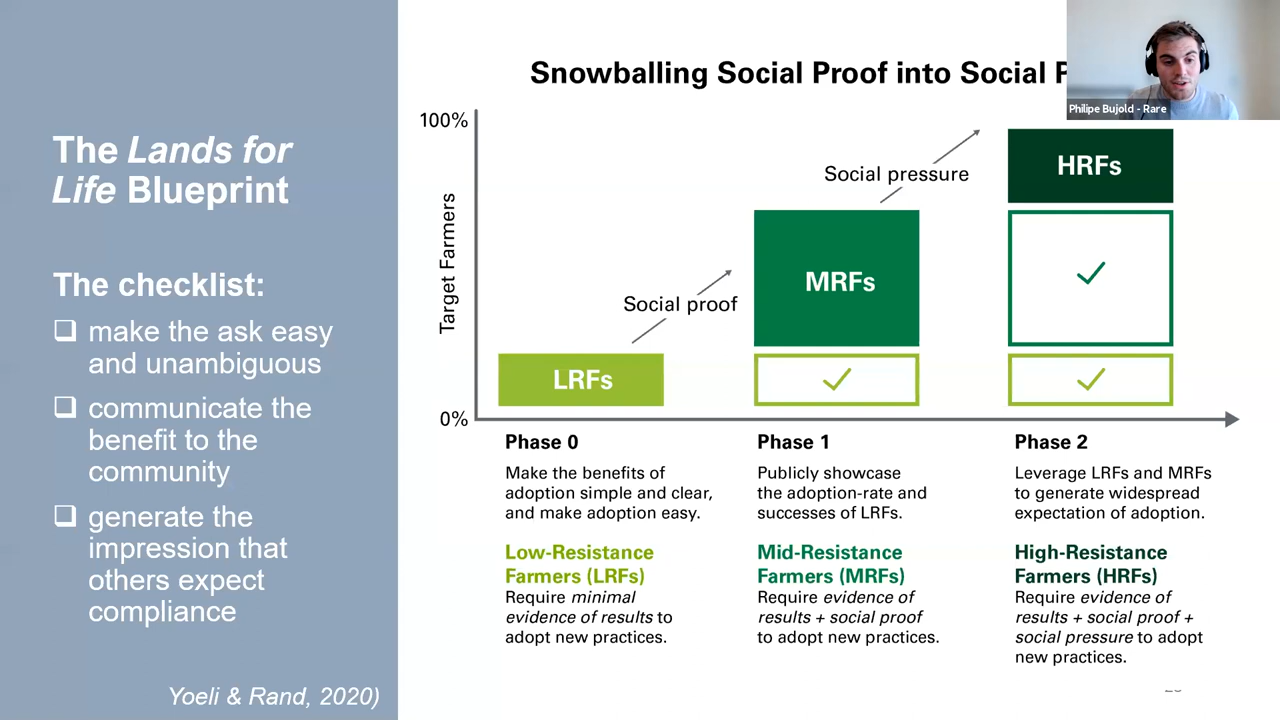 Snowballing Social Proof into Social
Philipe Bujold - Rare
The Lands for
Life Blueprint
The checklist:
❑ make the ask easy
and unambiguous
❑ communicate the
benefit to the
community
❑ generate the
impression that
others expect
compliance
Yoeli & Rand, 2020)
100%
Target Farmers
0%
LRFs
Social proof
MRFs
Social pressure
HRFs
Phase 0
Make the benefits of
adoption simple and clear,
and make adoption easy.
Low-Resistance
Farmers (LRFs)
Require minimal
evidence of results to
adopt new practices.
Phase 1
Publicly showcase
the adoption-rate and
successes of LRFs.
Mid-Resistance
Farmers (MRFs)
Require evidence of
results + social proof
to adopt new practices.
Phase 2
Leverage LRFs and MRFs
to generate widespread
expectation of adoption.
High-Resistance
Farmers (HRFs)
Require evidence of
results + social proof +
social pressure to adopt
new practices.